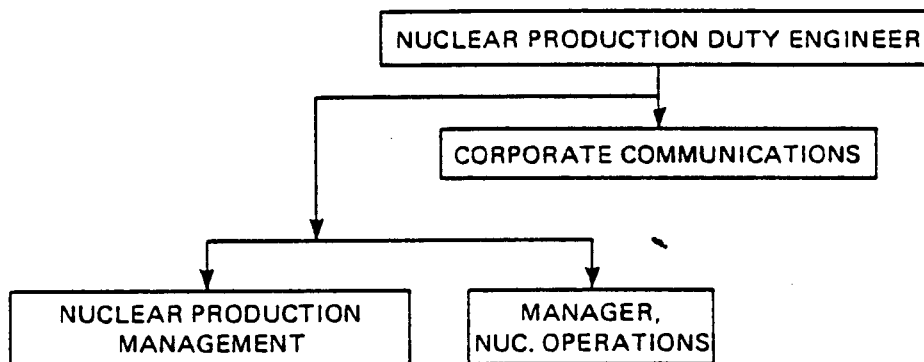 NUCLEAR PRODUCTION DUTY ENGINEER
CORPORATE COMMUNICATIONS
NUCLEAR PRODUCTION
MANAGEMENT
MANAGER,
NUC. OPERATIONS